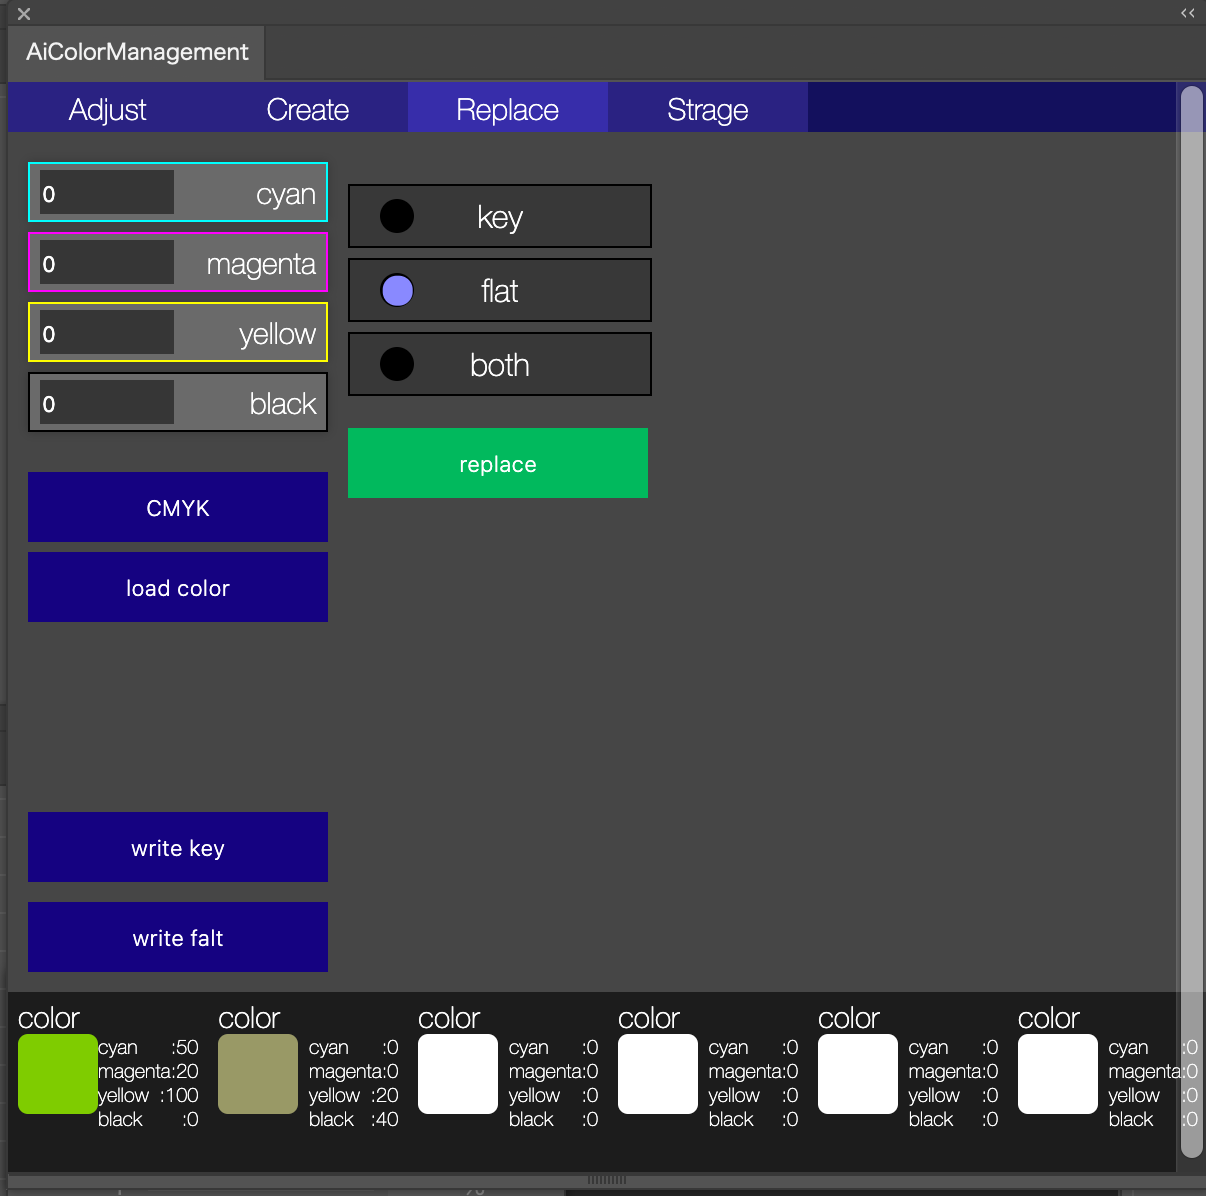 AiColorManagement
Adjust Create Replace Strage
0 cyan
0 magenta
0 yellow
0 black
key
flat
both
replace
CMYK
load color
write key
write falt
color color color color color color
cyan :50 cyan :0 cyan :0 cyan :0 cyan :0 cyan :0
magenta:20 magenta:0 magenta:0 magenta:0 magenta:0 magenta:0
yellow :100 yellow :20 yellow :0 yellow :0 yellow :0 yellow :0
black :0 black :40 black :0 black :0 black :0 black :0